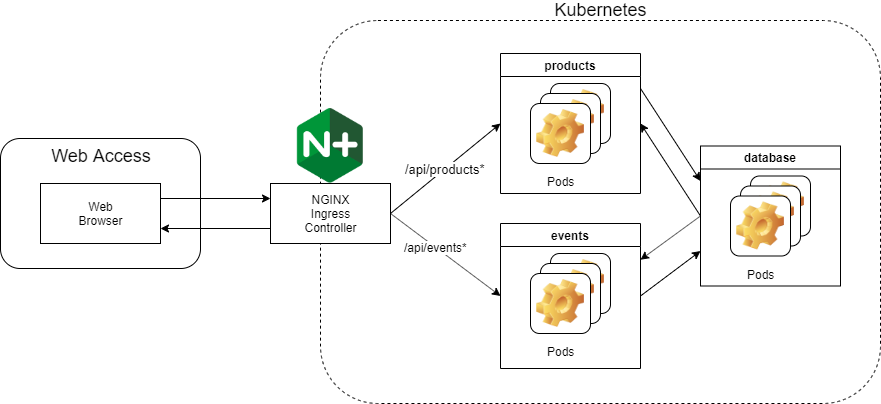 Kubernetes
products
Pods
N+
/api/products*
Web Access
Web
Browser
NGINX
Ingress
Controller
database
Pods
/api/events*
events
Pods